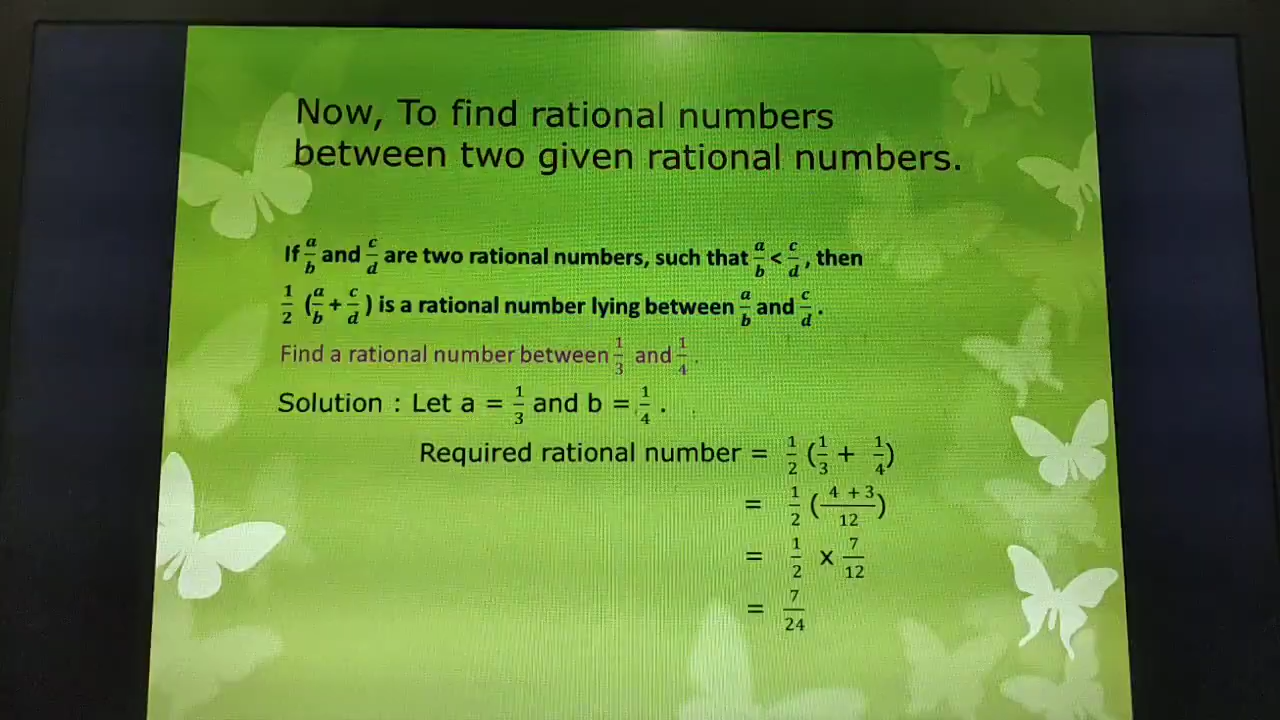 Now, To find rational numbers
between two given rational numbers.
If a/b and c/d are two rational numbers, such that a/b < c/d, then
1/2 (a/b + c/d) is a rational number lying between a/b and c/d.
Find a rational number between 1/3 and 1/4.
Solution : Let a = 1/3 and b = 1/4.
Required rational number = 1/2 (1/3 + 1/4)
= 1/2 (4 + 3/12)
= 1/2 x 7/12
= 7/24